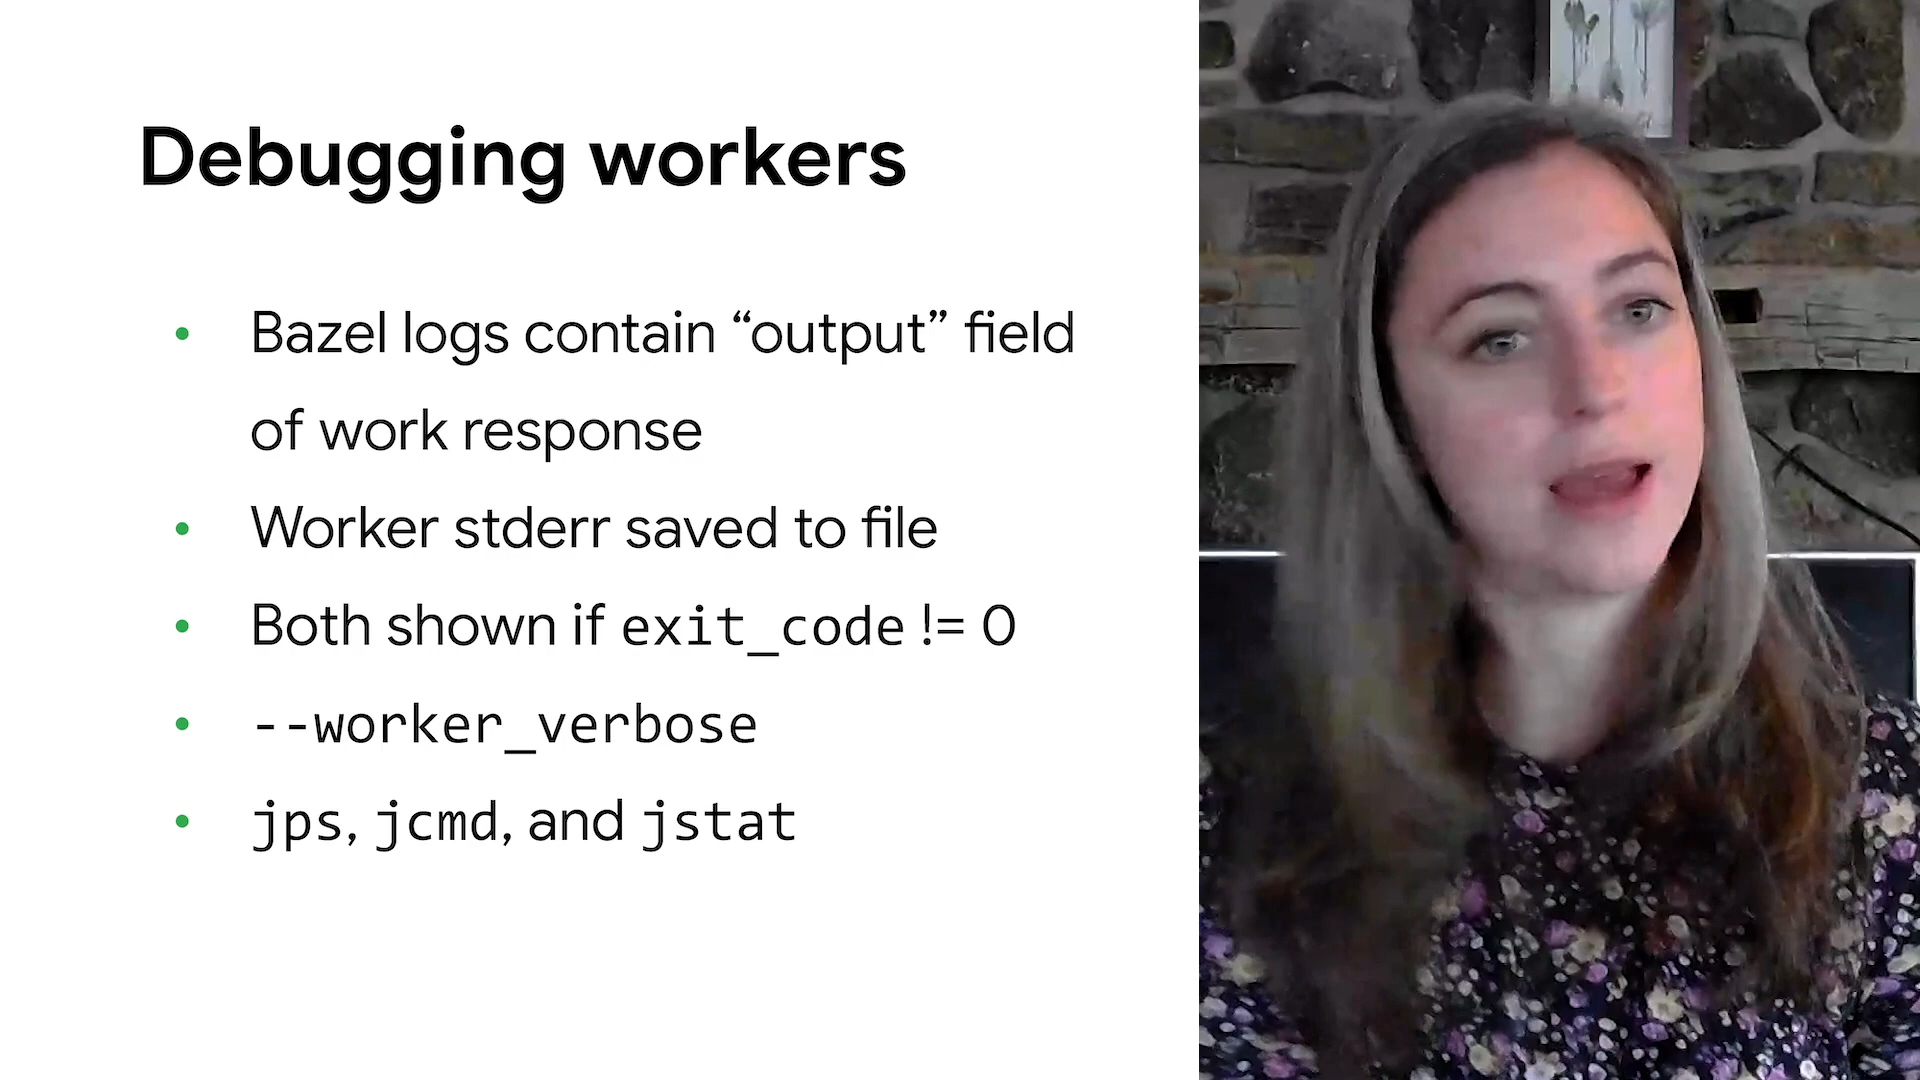 Debugging workers
• Bazel logs contain “output” field
of work response
• Worker stderr saved to file
• Both shown if exit_code != 0
• --worker_verbose
• jps, jcmd, and jstat